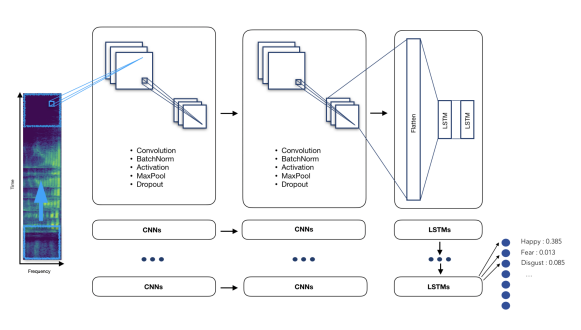 Time
Frequency
• Convolution
• BatchNorm
• Activation
• MaxPool
• Dropout
• Convolution
• BatchNorm
• Activation
• MaxPool
• Dropout
Flatten
LSTM
LSTM
CNNs
CNNs
LSTMs
CNNs
CNNs
LSTMs
Happy : 0.385
Fear : 0.013
Disgust : 0.085
...